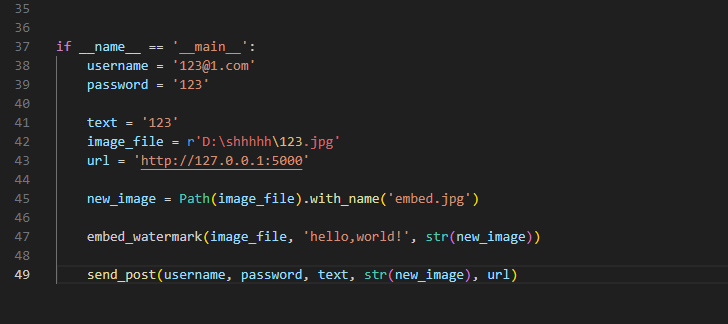 35
36
37 if __name__ == '__main__':
38     username = '123@1.com'
39     password = '123'
40
41     text = '123'
42     image_file = r'D:\shhhhh\123.jpg'
43     url = 'http://127.0.0.1:5000'
44
45     new_image = Path(image_file).with_name('embed.jpg')
46
47     embed_watermark(image_file, 'hello,world!', str(new_image))
48
49     send_post(username, password, text, str(new_image), url)